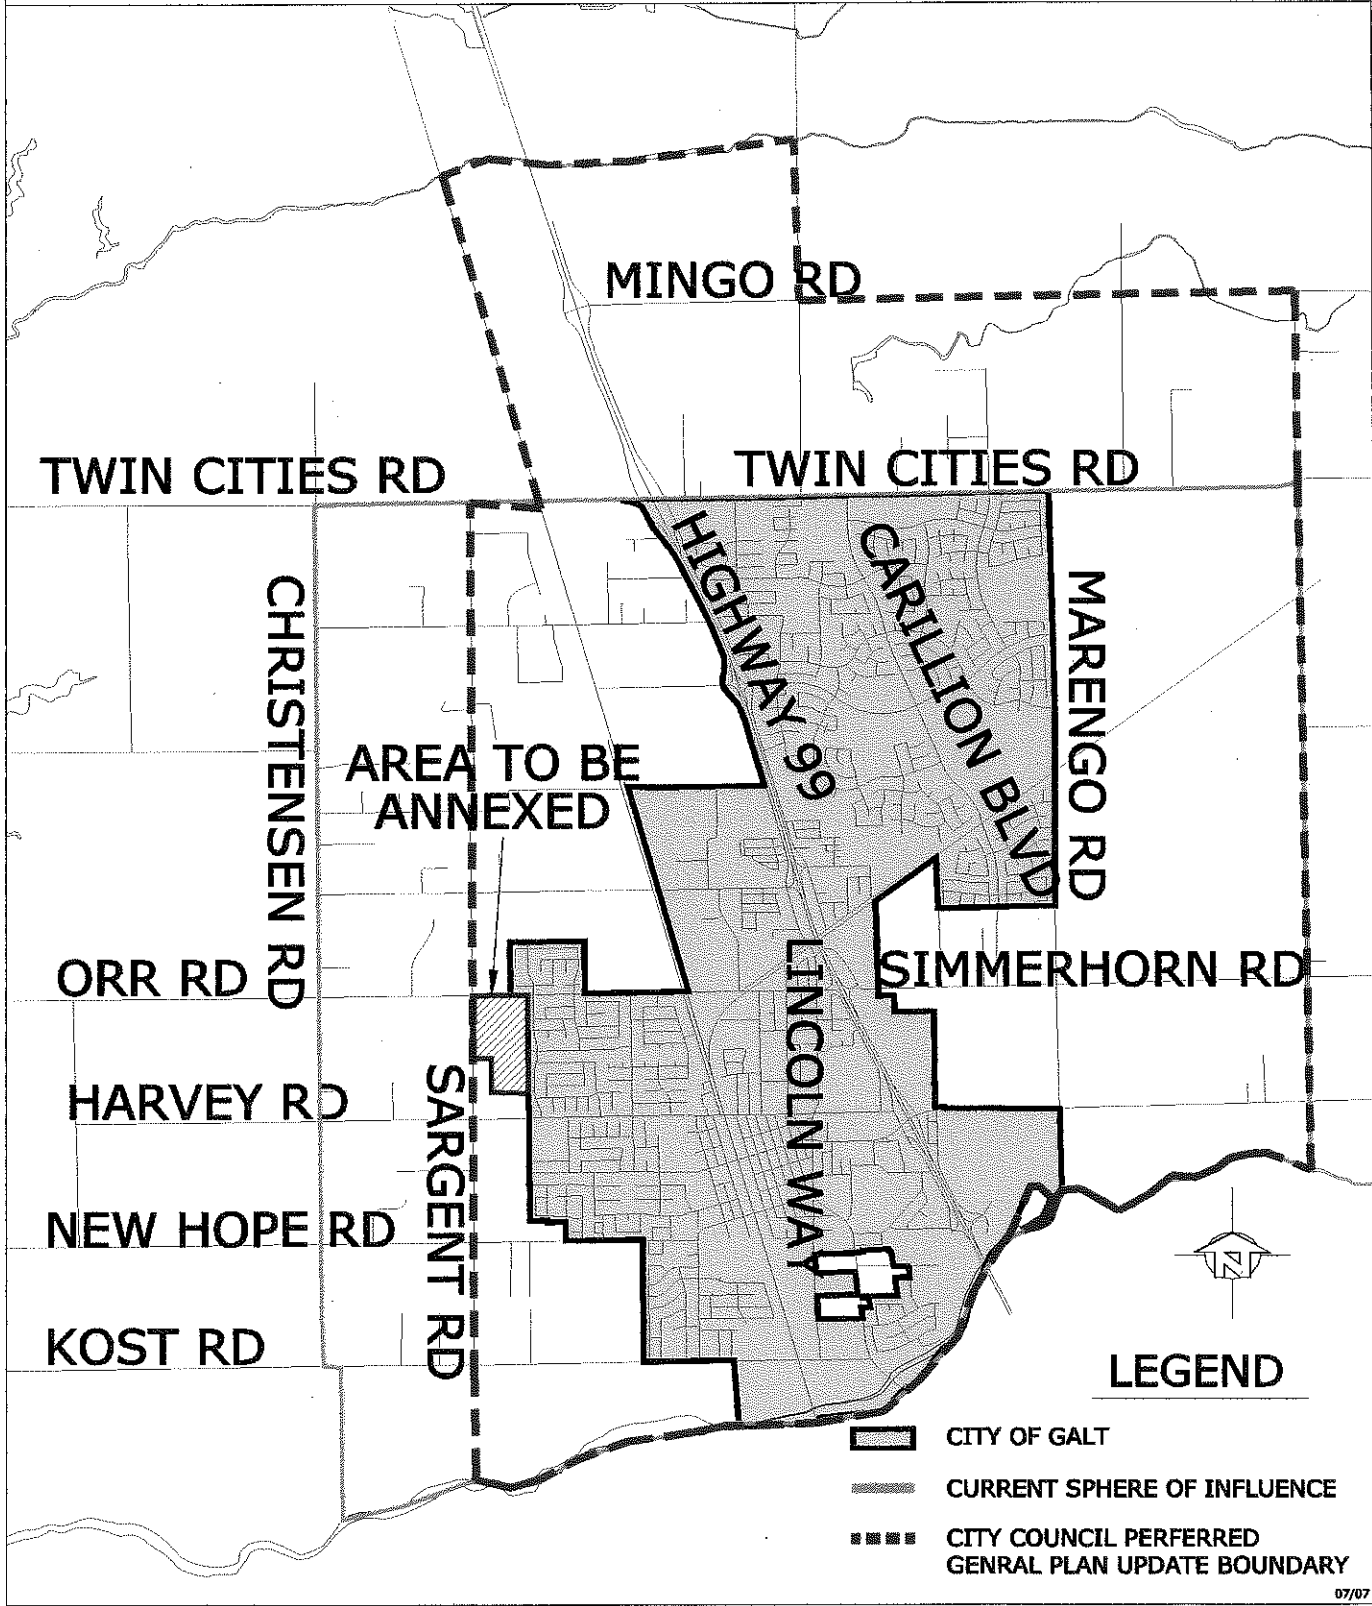 MINGO RD
TWIN CITIES RD
TWIN CITIES RD
HIGHWAY 99
CARILLION BLVD
MARENGO RD
CHRISTENSEN RD
AREA TO BE
ANNEXED
ORR RD
SIMMERHORN RD
LINCOLN WAY
HARVEY RD
SARGENT RD
NEW HOPE RD
KOST RD
N
LEGEND
CITY OF GALT
CURRENT SPHERE OF INFLUENCE
CITY COUNCIL PERFERRED
GENRAL PLAN UPDATE BOUNDARY
07/07